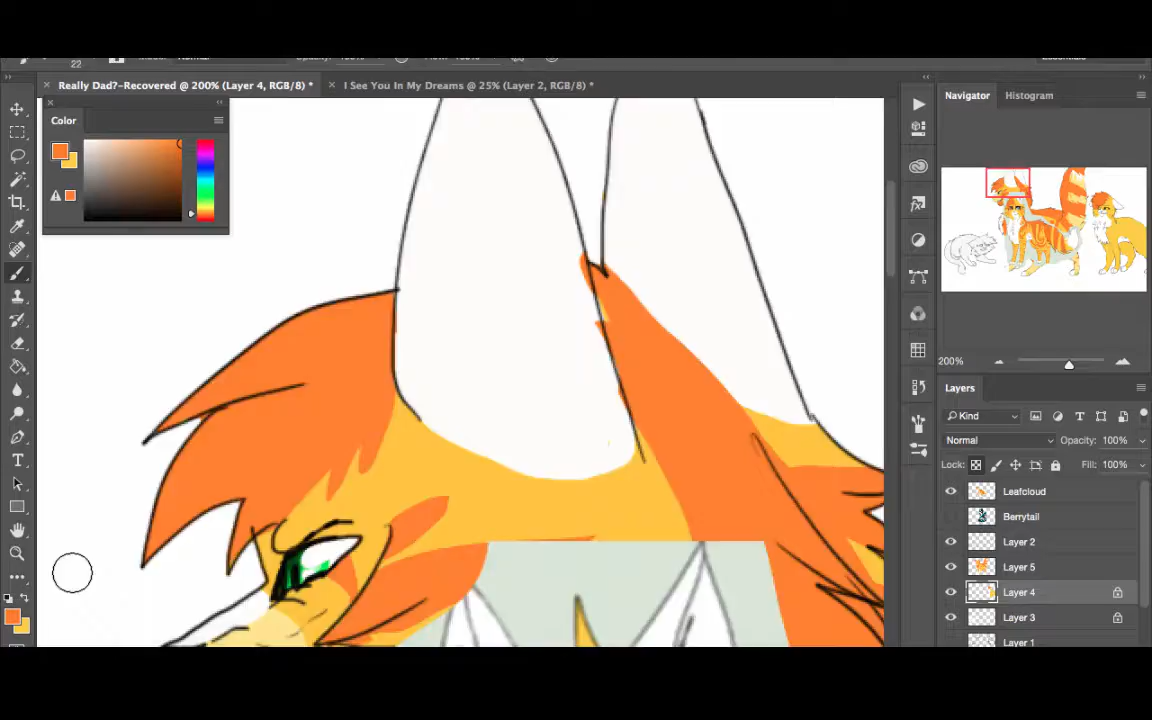 22
Really Dad?-Recovered @ 200% (Layer 4, RGB/8) *
I See You In My Dreams @ 25% (Layer 2, RGB/8) *
Color
Navigator
Histogram
200%
Layers
Kind
Normal
Opacity: 100%
Lock:
Fill: 100%
Leafcloud
Berrytail
Layer 2
Layer 5
Layer 4
Layer 3
Layer 1